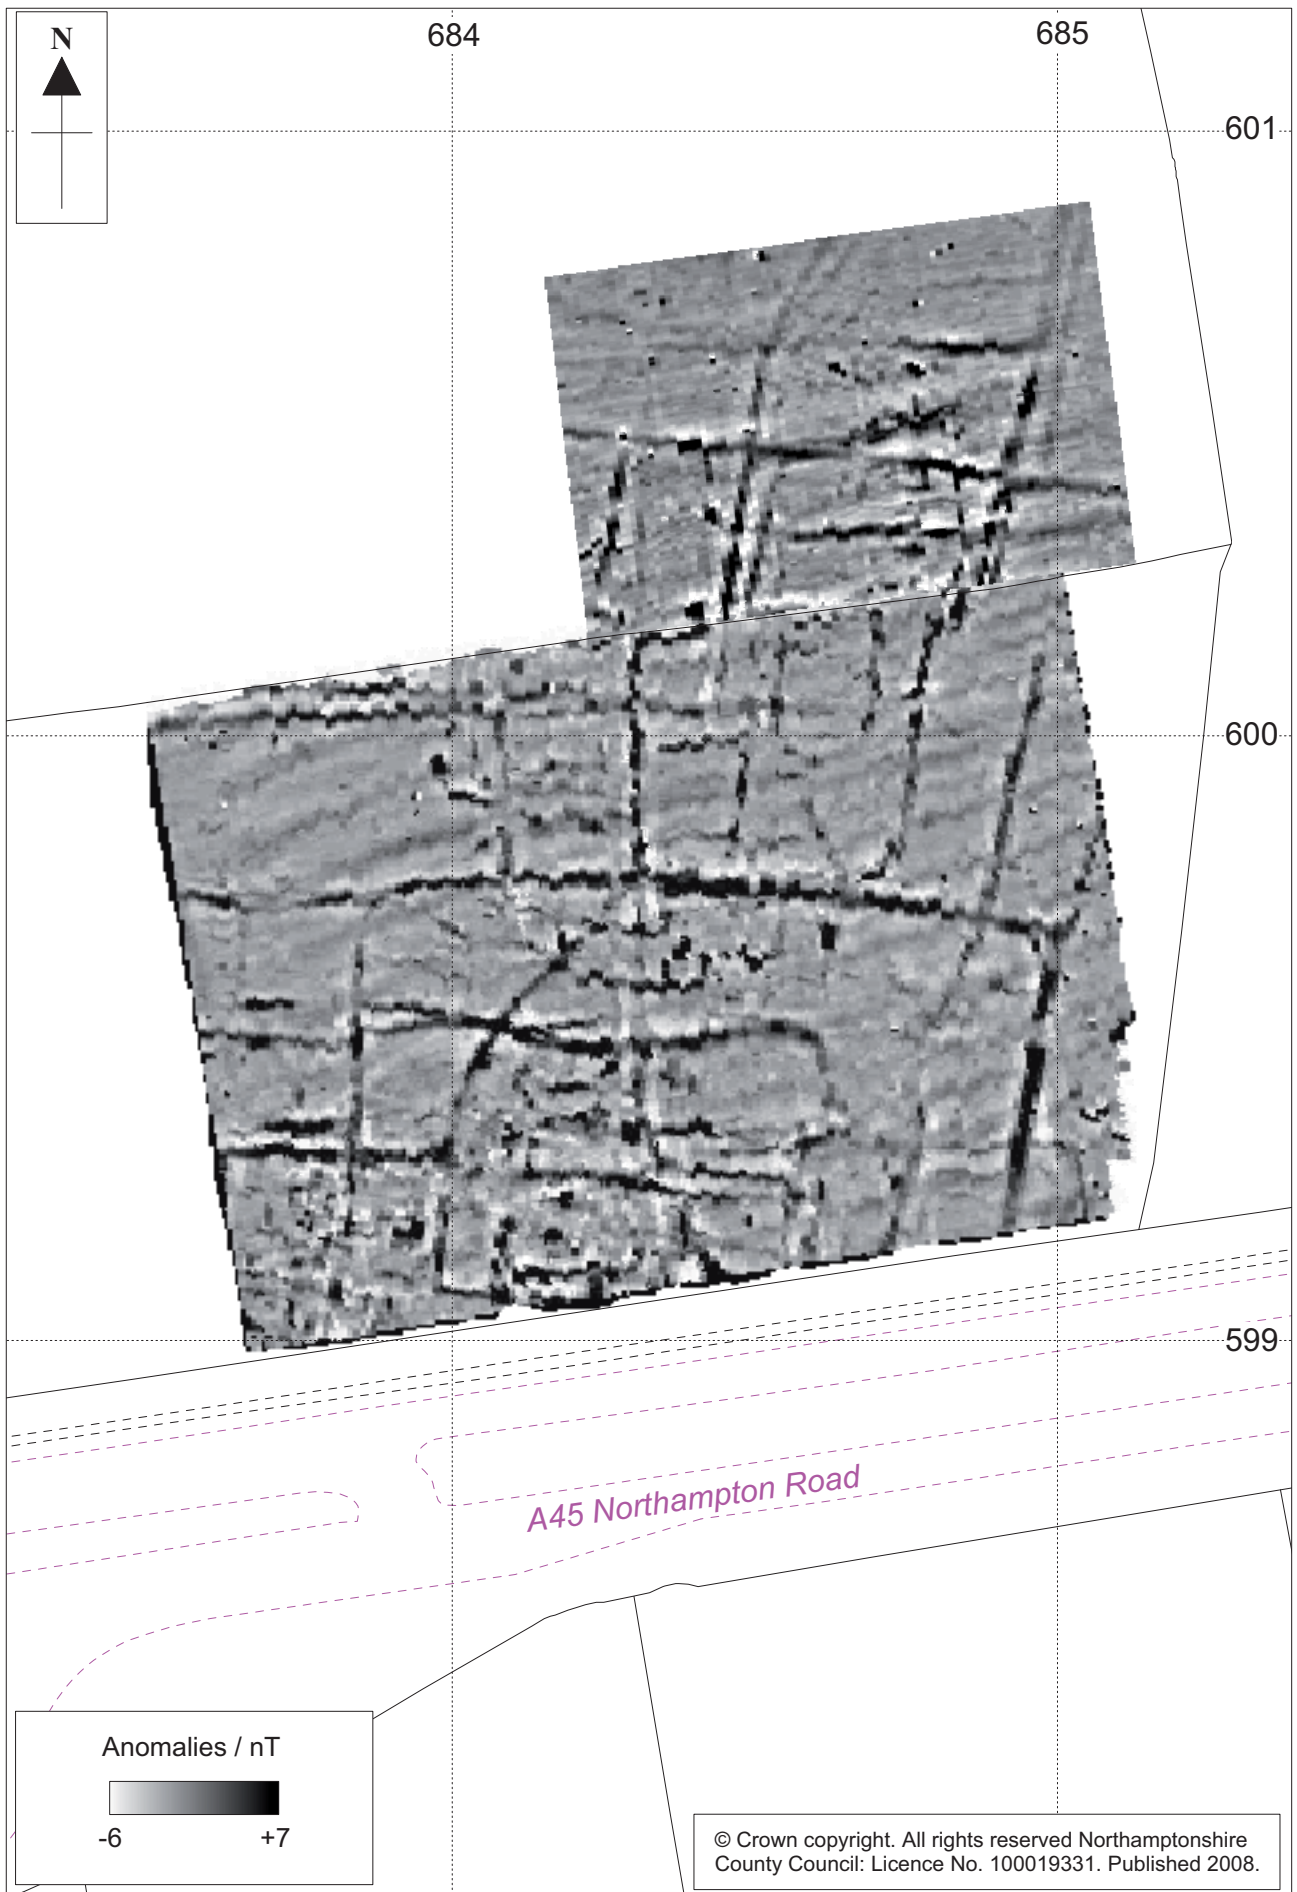 N
684
685
601
600
599
A45 Northampton Road
Anomalies / nT
-6
+7
© Crown copyright. All rights reserved Northamptonshire
County Council: Licence No. 100019331. Published 2008.